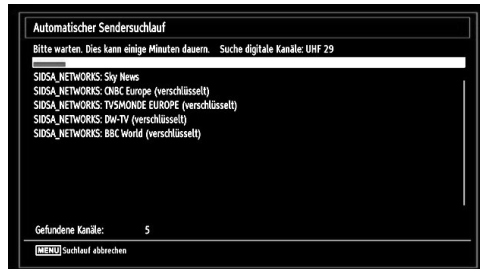 Automatischer Sendersuchlauf
Bitte warten. Dies kann einige Minuten dauern. Suche digitale Kanäle: UHF 29
SIDSA_NETWORKS: Sky News
SIDSA_NETWORKS: CNBC Europe (verschlüsselt)
SIDSA_NETWORKS: TV5MONDE EUROPE (verschlüsselt)
SIDSA_NETWORKS: DW-TV (verschlüsselt)
SIDSA_NETWORKS: BBC World (verschlüsselt)
Gefundene Kanäle: 5
MENU Suchlauf abbrechen